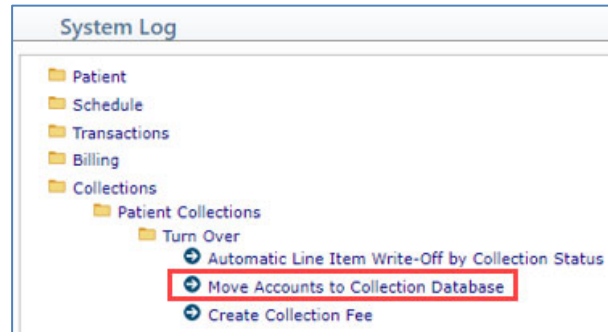 System Log
Patient
Schedule
Transactions
Billing
Collections
Patient Collections
Turn Over
Automatic Line Item Write-Off by Collection Status
Move Accounts to Collection Database
Create Collection Fee